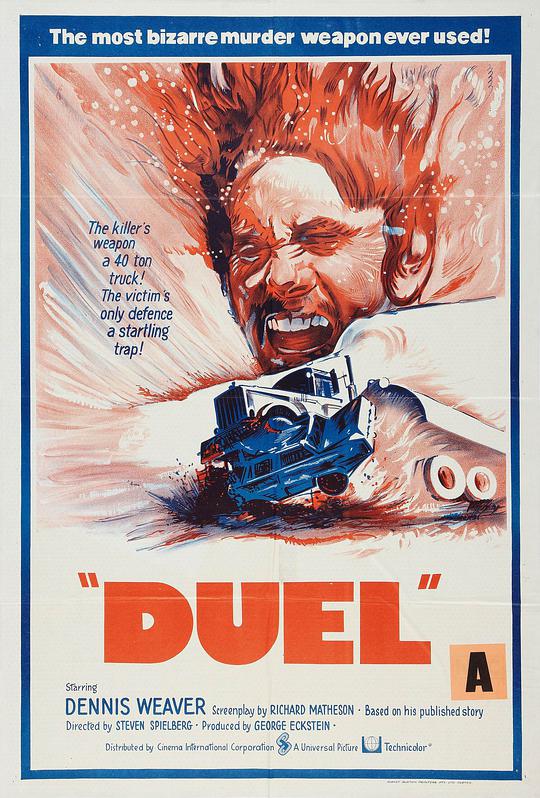 The most bizarre murder weapon ever used!
The killer's
weapon
a 40 ton
truck!
The victim's
only defence
a startling
trap!
"DUEL"
A
Starring
DENNIS WEAVER Screenplay by RICHARD MATHESON · Based on his published story
Directed by STEVEN SPIELBERG · Produced by GEORGE ECKSTEIN ·
Distributed by Cinema International Corporation A Universal Picture Technicolor®